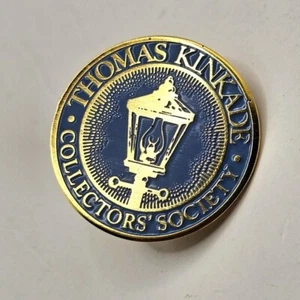 · THOMAS KINKADE ·
COLLECTORS' SOCIETY